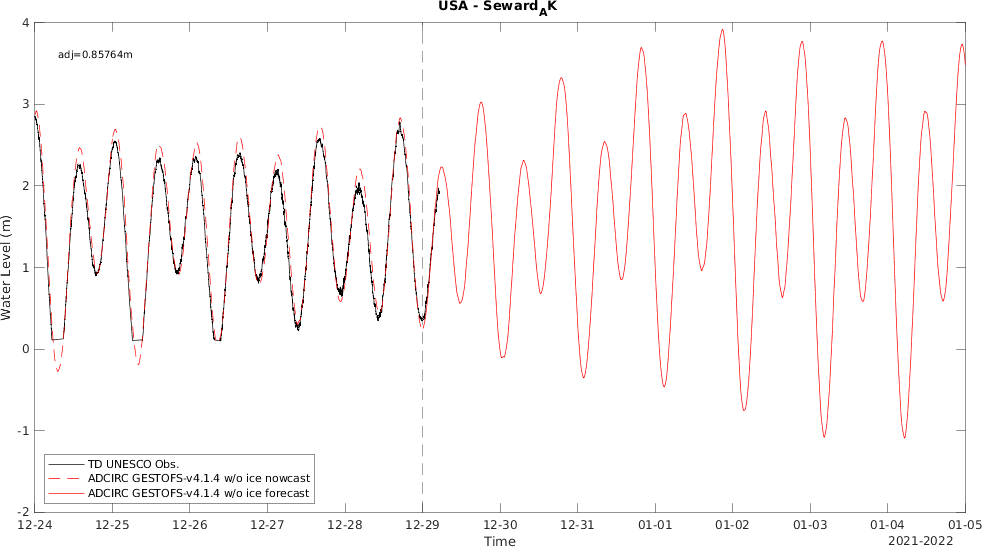 USA - Seward_AK
4
adj=0.85764m
3
2
1
0
-1
-2
Water Level (m)
TD UNESCO Obs.
ADCIRC GESTOFS-v4.1.4 w/o ice nowcast
ADCIRC GESTOFS-v4.1.4 w/o ice forecast
12-24 12-25 12-26 12-27 12-28 12-29 12-30 12-31 01-01 01-02 01-03 01-04 01-05
Time
2021-2022